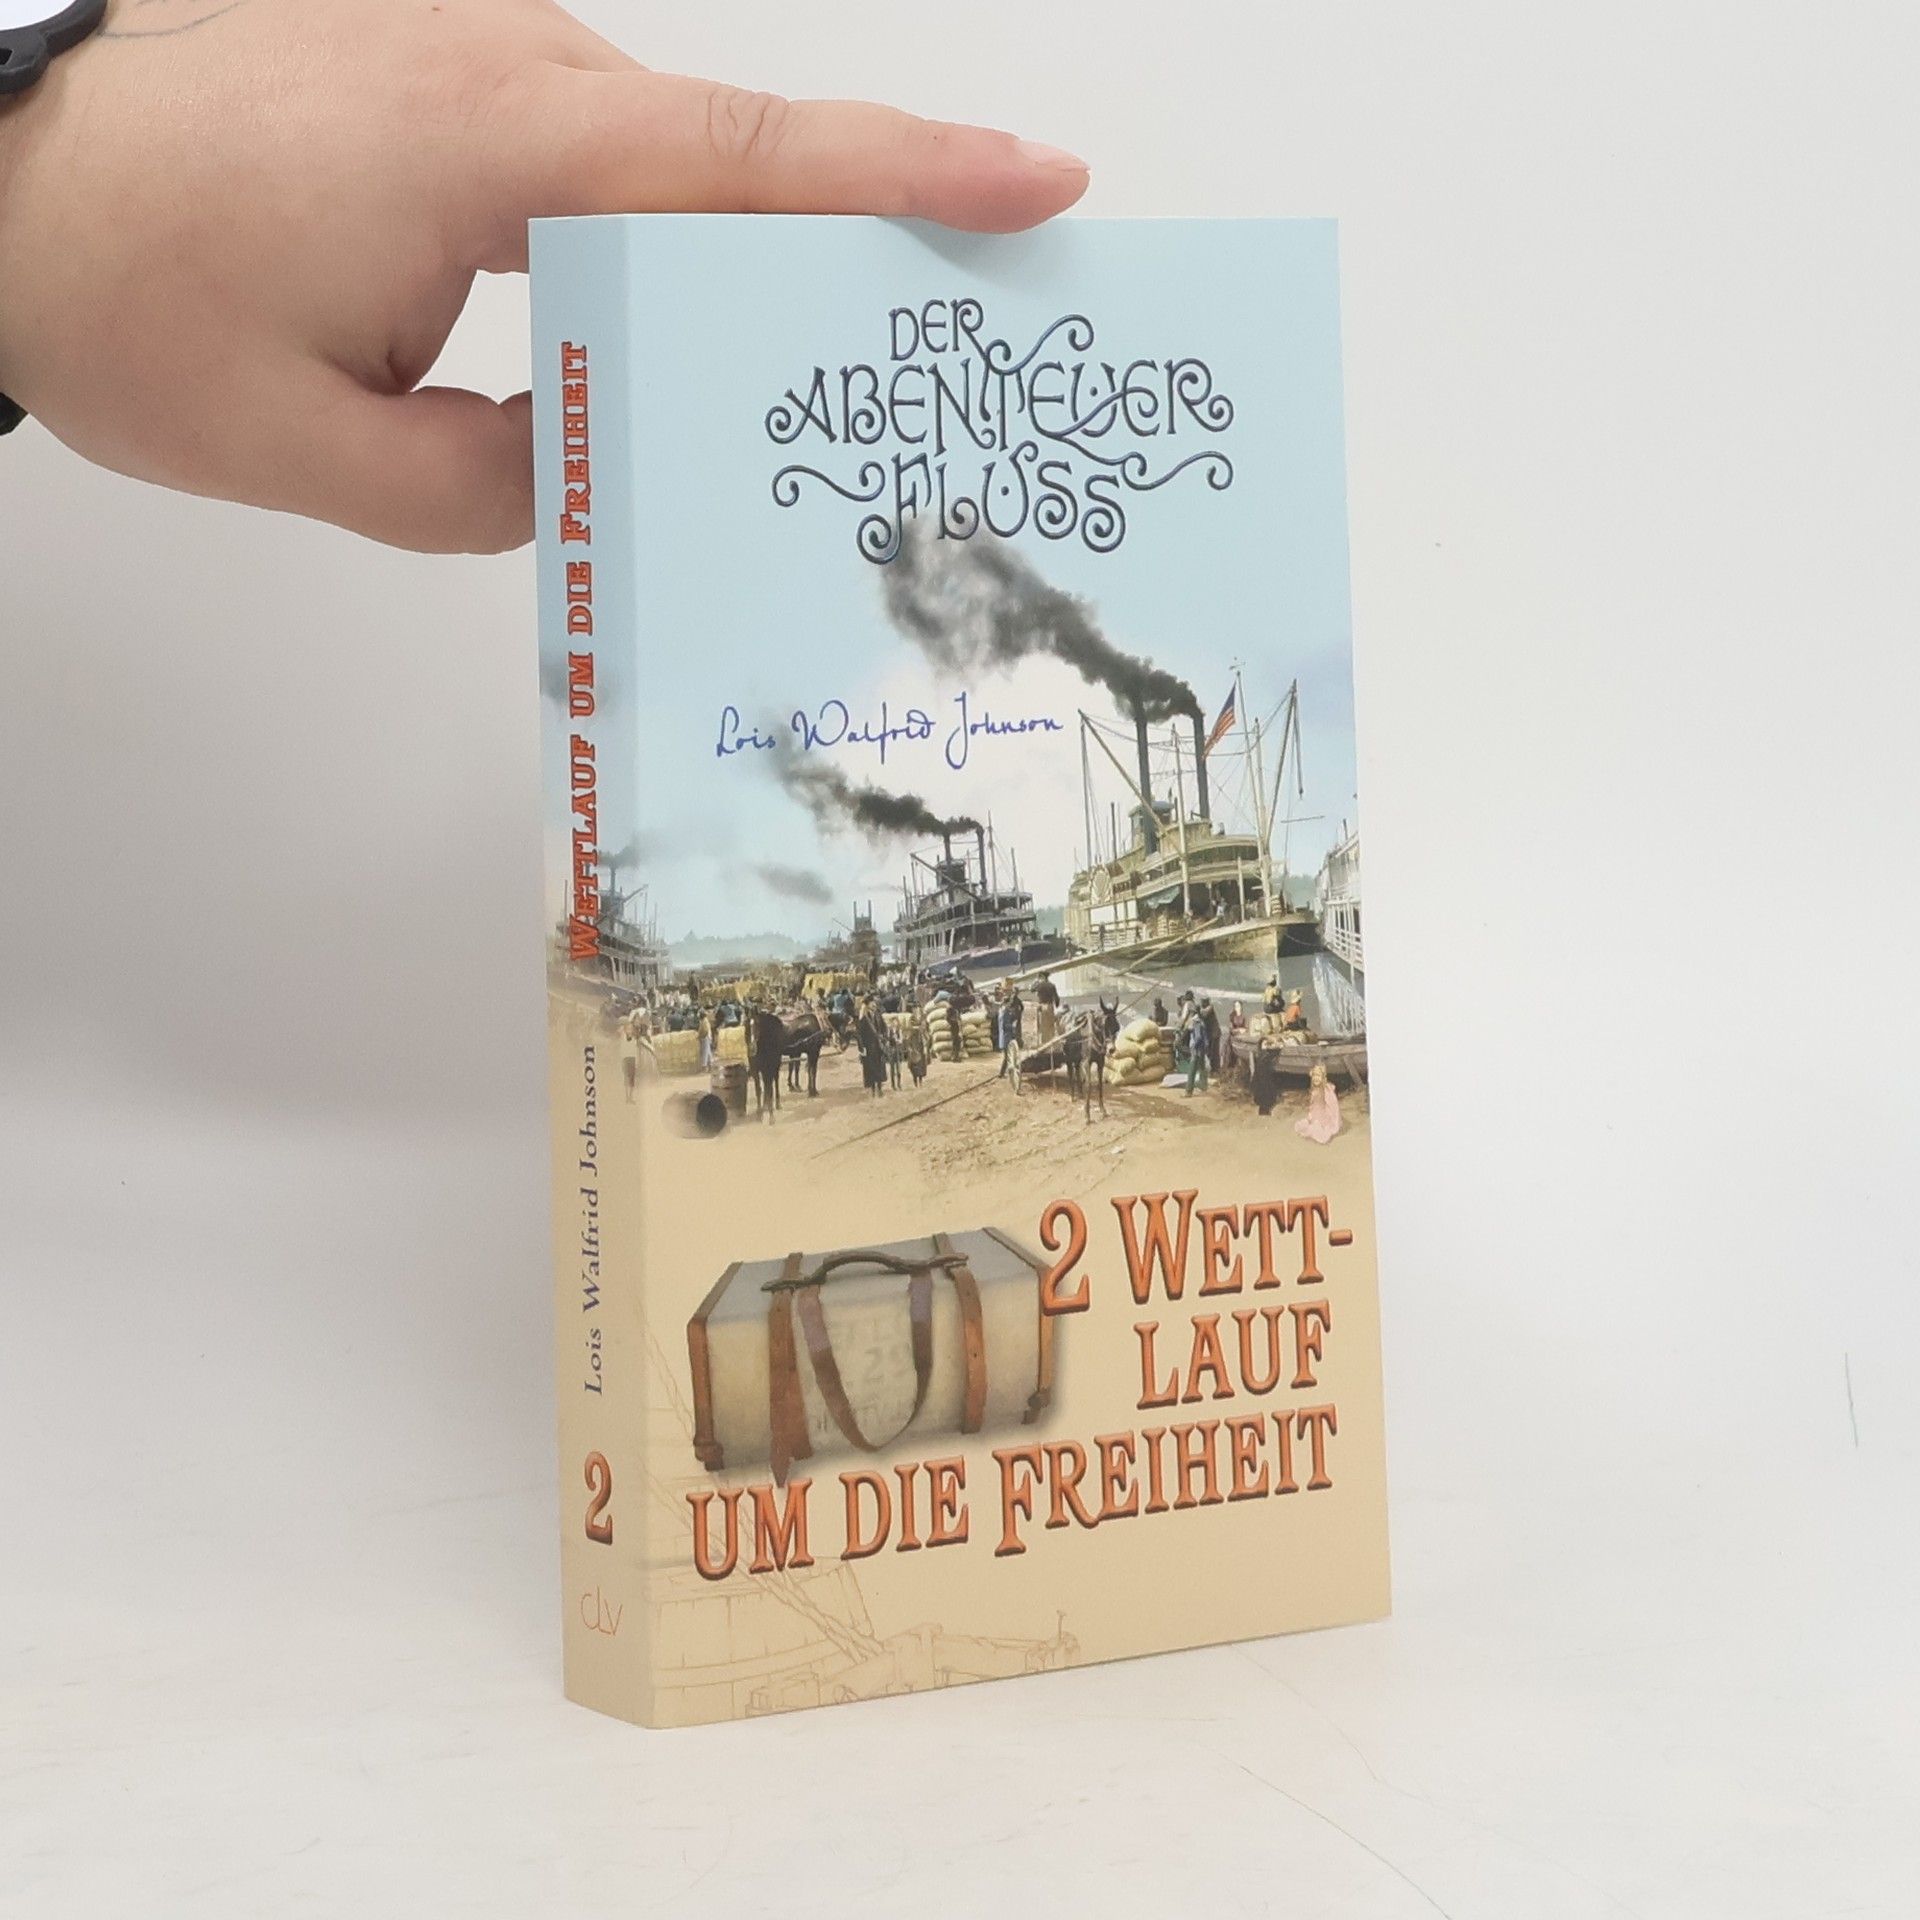 DER
ABENTEUER
FLUSS
Lois Walfrid Johnson
2 WETT-
LAUF
UM DIE FREIHEIT
WETTLAUF UM DIE FREIHEIT
Lois Walfrid Johnson
2
CLV